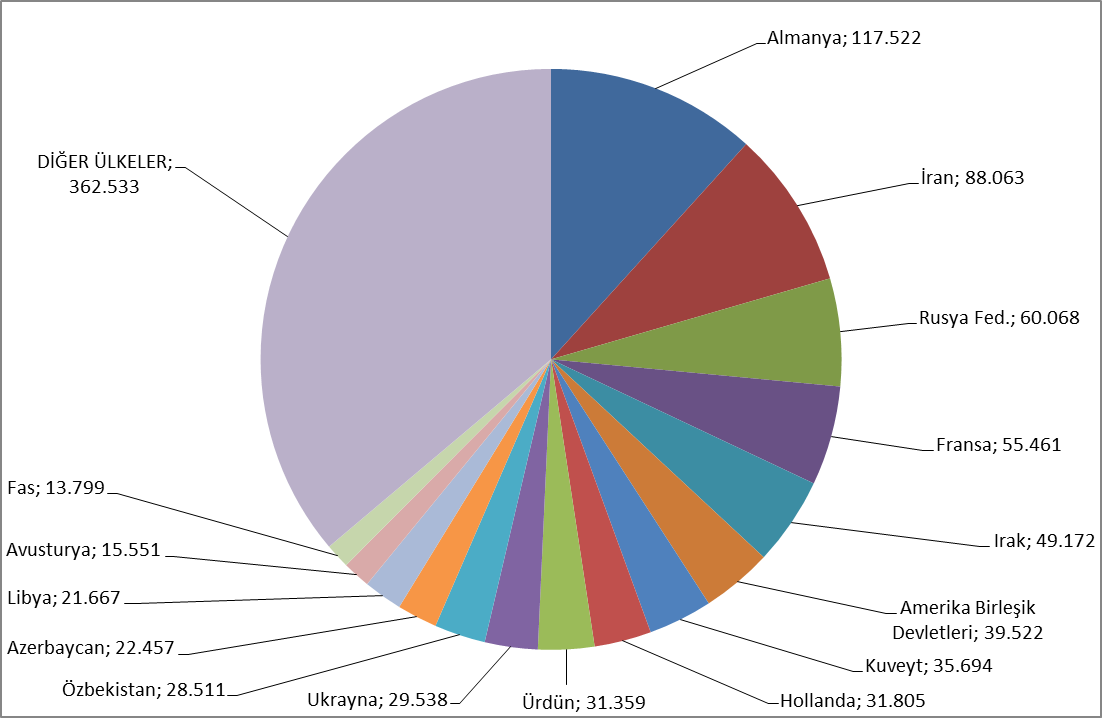 Almanya; 117.522
İran; 88.063
Rusya Fed.; 60.068
Fransa; 55.461
Irak; 49.172
Amerika Birleşik
Devletleri; 39.522
Kuveyt; 35.694
Hollanda; 31.805
Ürdün; 31.359
Ukrayna; 29.538
Özbekistan; 28.511
Azerbaycan; 22.457
Libya; 21.667
Avusturya; 15.551
Fas; 13.799
DİĞER ÜLKELER;
362.533